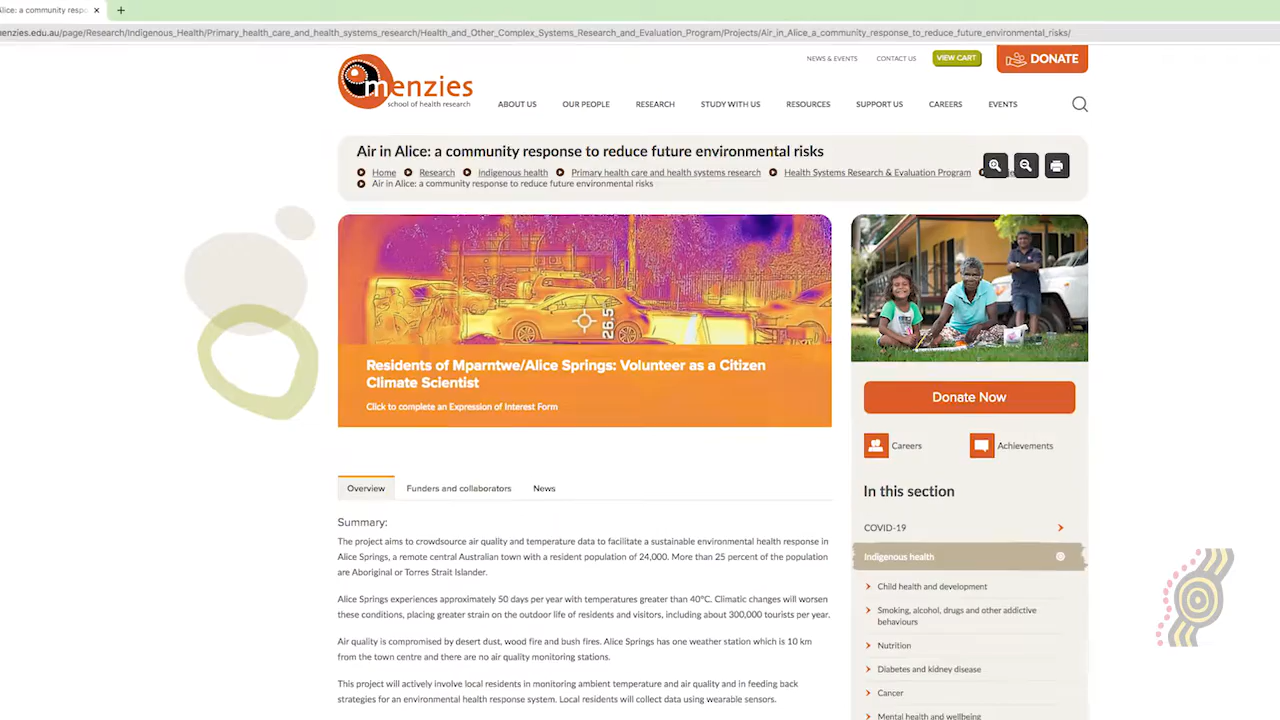 Alice: a community respo
menzies.edu.au/page/Research/Indigenous_Health/Primary_health_care_and_health_systems_research/Health_and_Other_Complex_Systems_Research_and_Evaluation_Program/Projects/Air_in_Alice_a_community_response_to_reduce_future_environmental_risks/
NEWS & EVENTS CONTACT US VIEW CART DONATE
menzies
school of health research
ABOUT US OUR PEOPLE RESEARCH STUDY WITH US RESOURCES SUPPORT US CAREERS EVENTS
Air in Alice: a community response to reduce future environmental risks
Home Research Indigenous health Primary health care and health systems research Health Systems Research & Evaluation Program
Air in Alice: a community response to reduce future environmental risks
26.5
Residents of Mparntwe/Alice Springs: Volunteer as a Citizen
Climate Scientist
Click to complete an Expression of Interest Form
Overview Funders and collaborators News
Summary:
The project aims to crowdsource air quality and temperature data to facilitate a sustainable environmental health response in
Alice Springs, a remote central Australian town with a resident population of 24,000. More than 25 percent of the population
are Aboriginal or Torres Strait Islander.
Alice Springs experiences approximately 50 days per year with temperatures greater than 40°C. Climatic changes will worsen
these conditions, placing greater strain on the outdoor life of residents and visitors, including about 300,000 tourists per year.
Air quality is compromised by desert dust, wood fire and bush fires. Alice Springs has one weather station which is 10 km
from the town centre and there are no air quality monitoring stations.
This project will actively involve local residents in monitoring ambient temperature and air quality and in feeding back
strategies for an environmental health response system. Local residents will collect data using wearable sensors.
Donate Now
Careers Achievements
In this section
COVID-19
Indigenous health
Child health and development
Smoking, alcohol, drugs and other addictive
behaviours
Nutrition
Diabetes and kidney disease
Cancer
Mental health and wellbeing